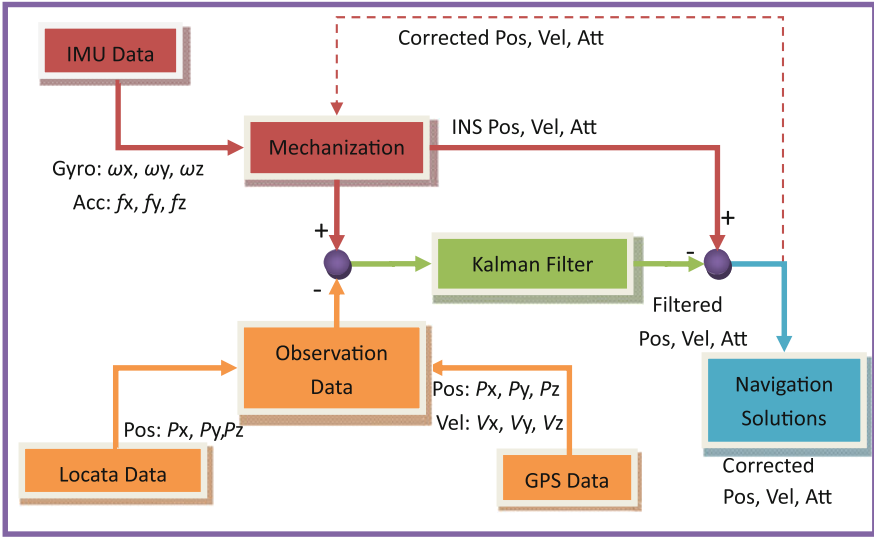 IMU Data
Corrected Pos, Vel, Att
Mechanization
INS Pos, Vel, Att
Gyro: ωx, ωy, ωz
Acc: fx, fy, fz
+
+
-
Kalman Filter
-
Filtered
Pos, Vel, Att
Observation
Data
Pos: Px, Py, Pz
Vel: Vx, Vy, Vz
Navigation
Solutions
Pos: Px, Py,Pz
Locata Data
GPS Data
Corrected
Pos, Vel, Att